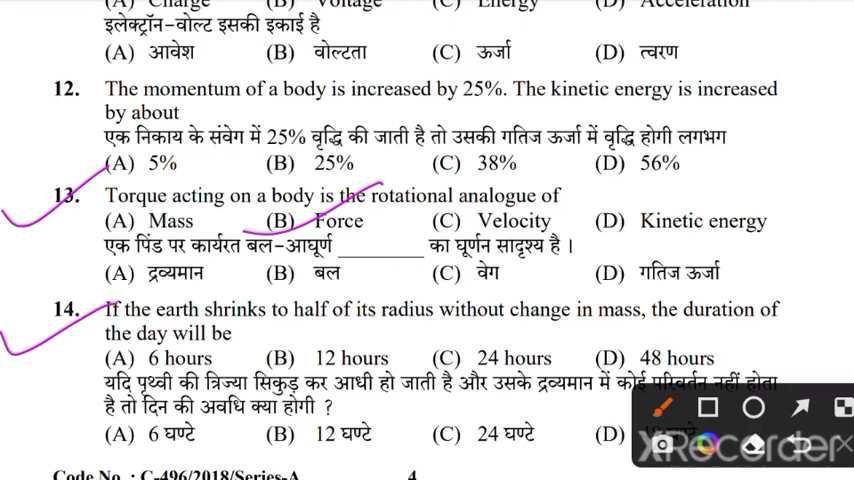 (A) Charge (B) Voltage (C) Energy (D) Acceleration
इलेक्ट्रॉन-वोल्ट इसकी इकाई है
(A) आवेश (B) वोल्टता (C) ऊर्जा (D) त्वरण
12. The momentum of a body is increased by 25%. The kinetic energy is increased
by about
एक निकाय के संवेग में 25% वृद्धि की जाती है तो उसकी गतिज ऊर्जा में वृद्धि होगी लगभग
(A) 5% (B) 25% (C) 38% (D) 56%
13. Torque acting on a body is the rotational analogue of
(A) Mass (B) Force (C) Velocity (D) Kinetic energy
एक पिंड पर कार्यरत बल-आघूर्ण ________ का घूर्णन सादृश्य है।
(A) द्रव्यमान (B) बल (C) वेग (D) गतिज ऊर्जा
14. If the earth shrinks to half of its radius without change in mass, the duration of
the day will be
(A) 6 hours (B) 12 hours (C) 24 hours (D) 48 hours
यदि पृथ्वी की त्रिज्या सिकुड़ कर आधी हो जाती है और उसके द्रव्यमान में कोई परिवर्तन नहीं होता
है तो दिन की अवधि क्या होगी ?
(A) 6 घण्टे (B) 12 घण्टे (C) 24 घण्टे (D) 48 घण्टे
XRecorder
Code No. : C-496/2018/Series-A 4